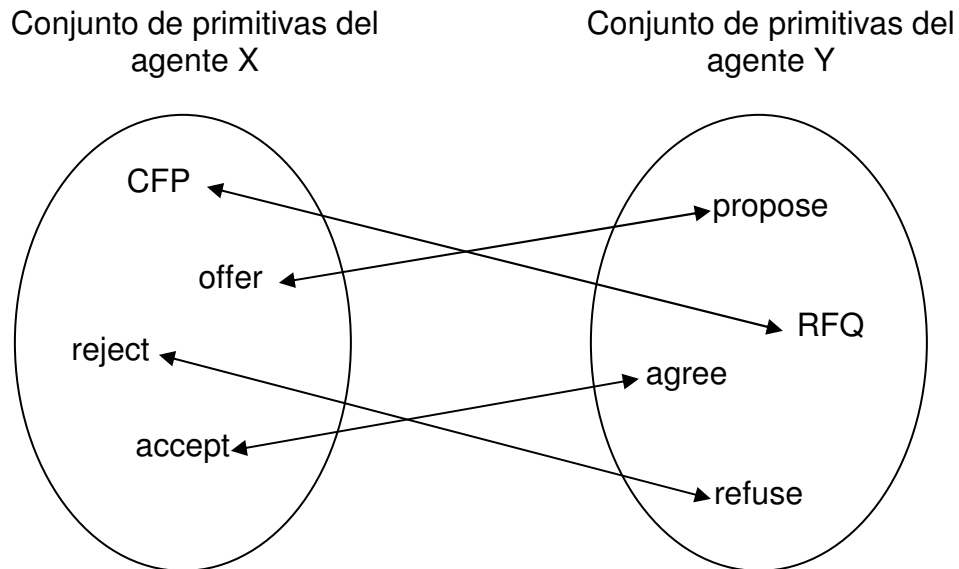 Conjunto de primitivas del
agente X
Conjunto de primitivas del
agente Y
CFP
offer
reject
accept
propose
RFQ
agree
refuse